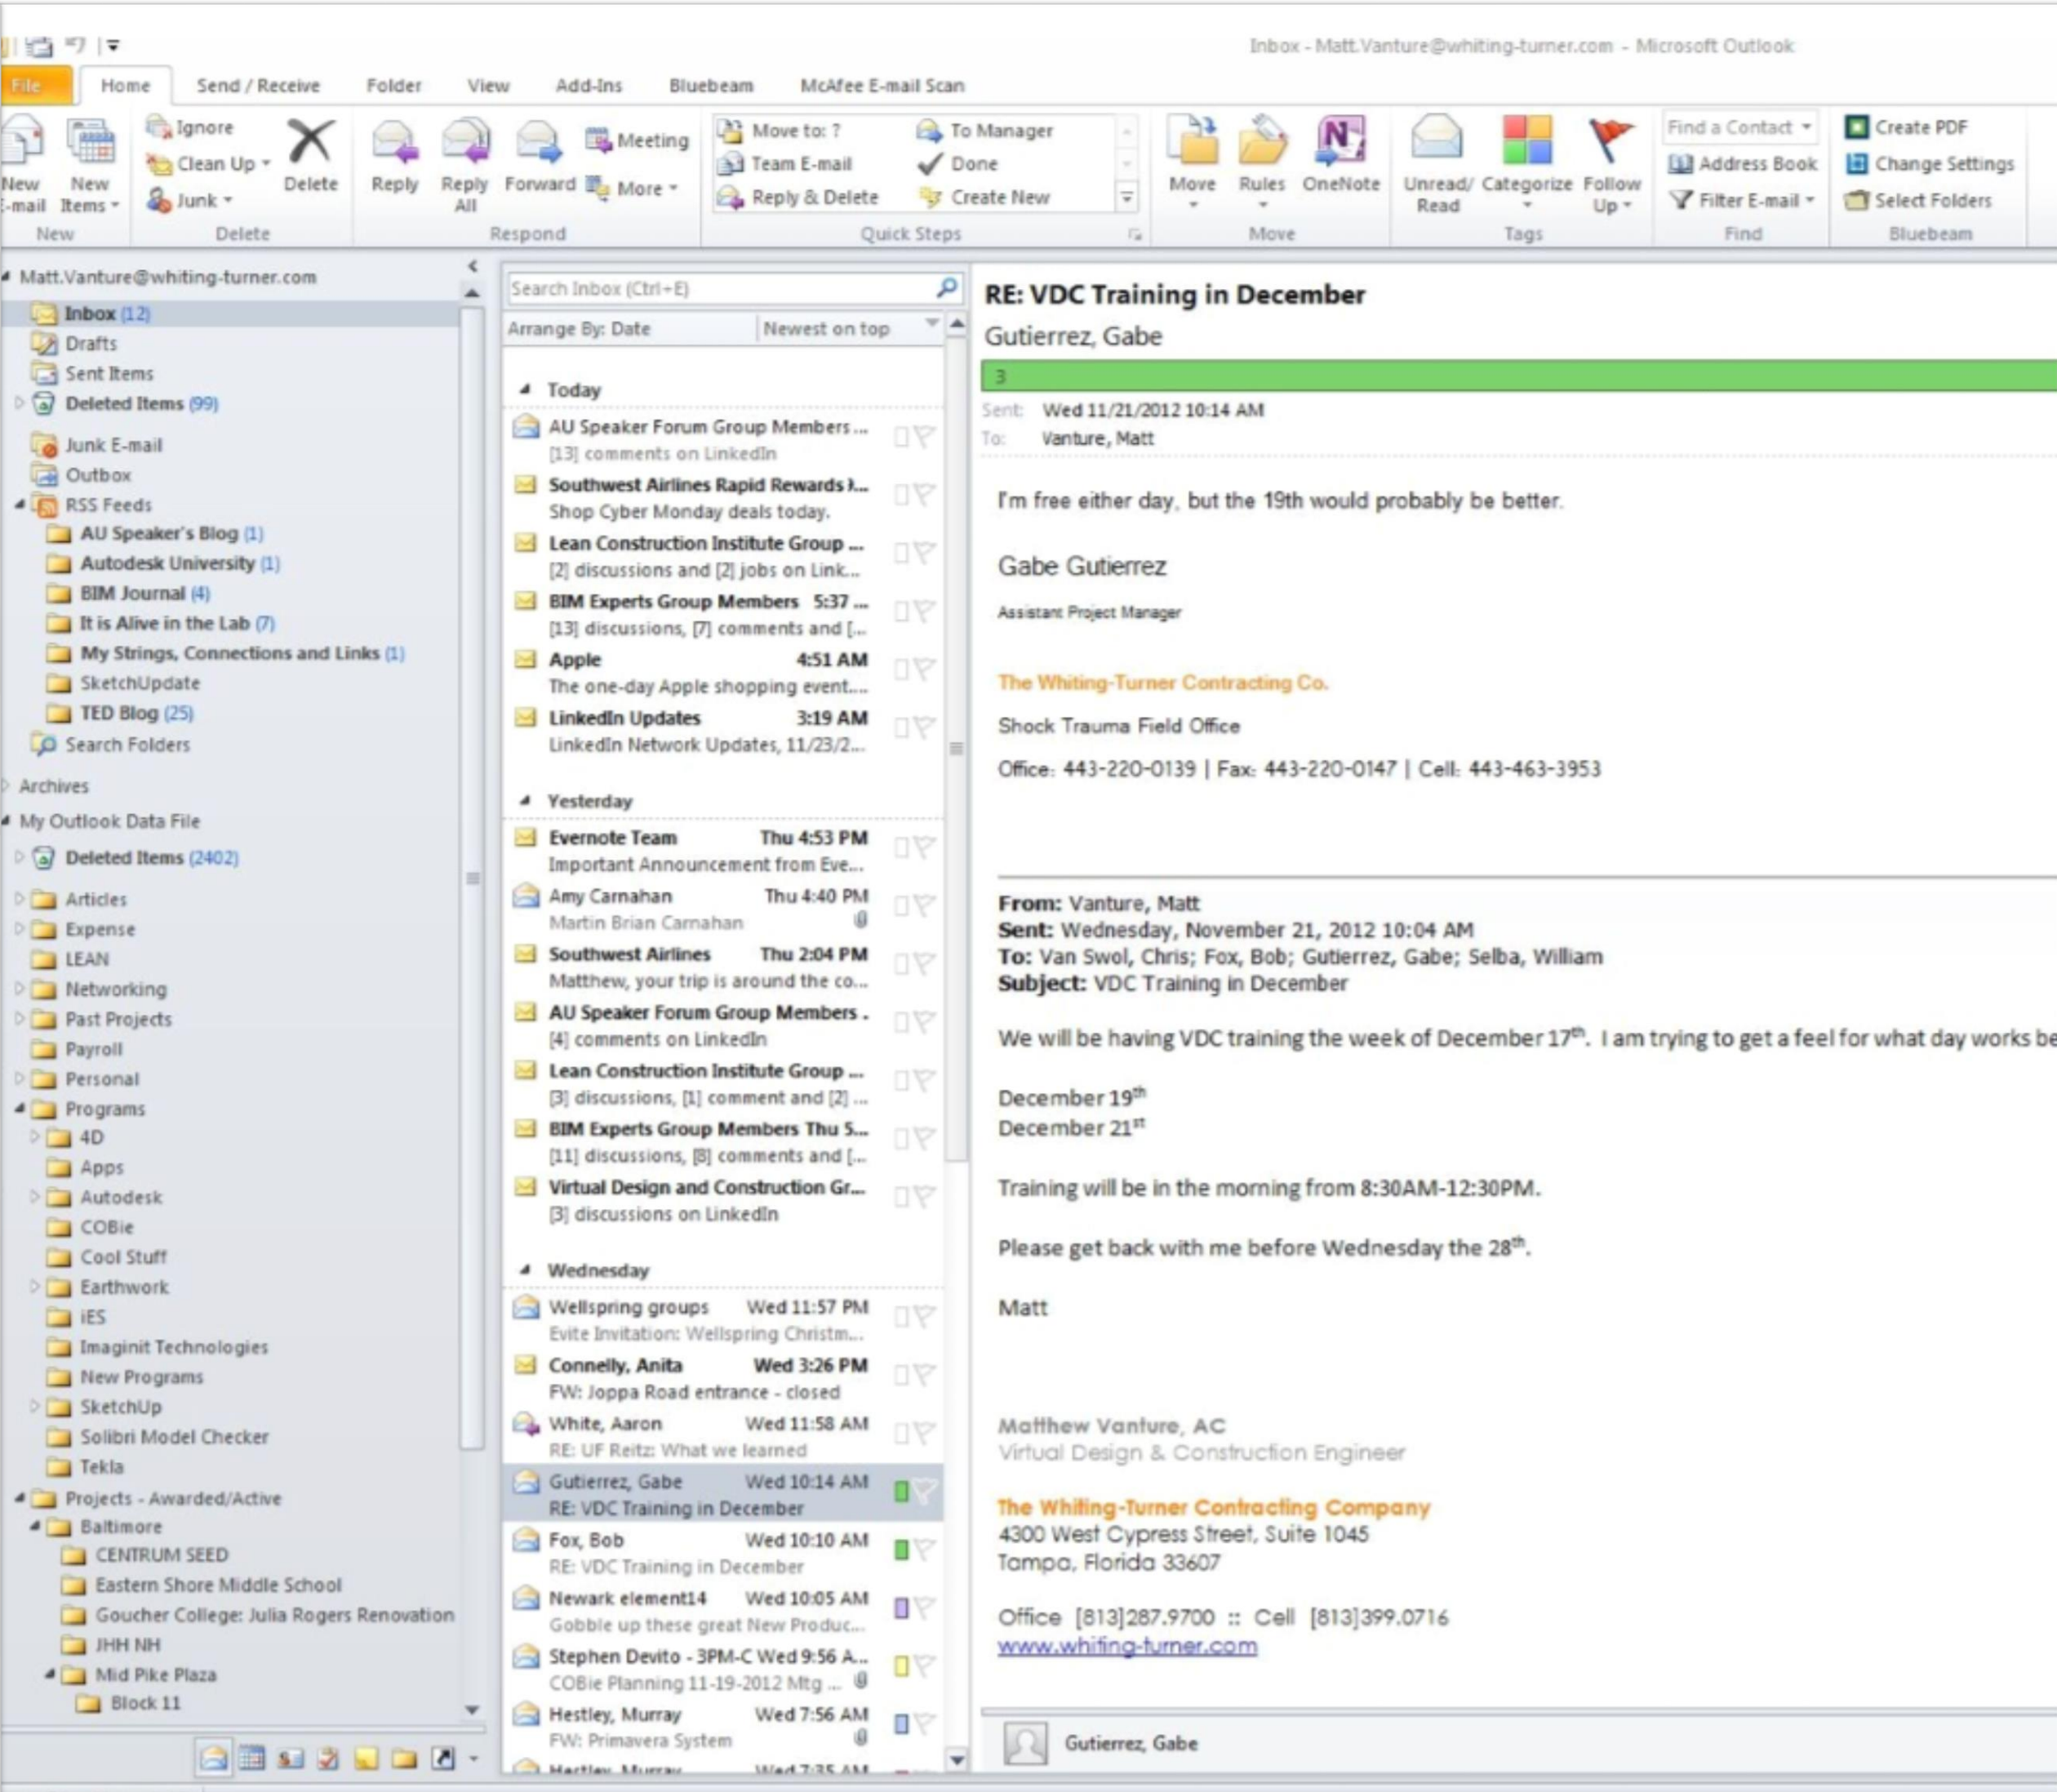 Inbox - Matt.Vanture@whiting-turner.com - Microsoft Outlook
File Home Send / Receive Folder View Add-Ins Bluebeam McAfee E-mail Scan
New E-mail
New Items
New
Ignore
Clean Up
Junk
Delete
Delete
Reply
Reply All
Forward
Meeting
More
Respond
Move to: ?
Team E-mail
Reply & Delete
To Manager
Done
Create New
Quick Steps
Move
Rules
OneNote
Move
Unread/ Read
Categorize
Follow Up
Tags
Find a Contact
Address Book
Filter E-mail
Find
Create PDF
Change Settings
Select Folders
Bluebeam
Matt.Vanture@whiting-turner.com
Inbox (12)
Drafts
Sent Items
Deleted Items (99)
Junk E-mail
Outbox
RSS Feeds
AU Speaker's Blog (1)
Autodesk University (1)
BIM Journal (4)
It is Alive in the Lab (7)
My Strings, Connections and Links (1)
SketchUpdate
TED Blog (25)
Search Folders
Archives
My Outlook Data File
Deleted Items (2402)
Articles
Expense
LEAN
Networking
Past Projects
Payroll
Personal
Programs
4D
Apps
Autodesk
COBie
Cool Stuff
Earthwork
iES
Imaginit Technologies
New Programs
SketchUp
Solibri Model Checker
Tekla
Projects - Awarded/Active
Baltimore
CENTRUM SEED
Eastern Shore Middle School
Goucher College: Julia Rogers Renovation
JHH NH
Mid Pike Plaza
Block 11
Search Inbox (Ctrl+E)
Arrange By: Date Newest on top
Today
AU Speaker Forum Group Members ...
[13] comments on LinkedIn
Southwest Airlines Rapid Rewards ...
Shop Cyber Monday deals today.
Lean Construction Institute Group ...
[2] discussions and [2] jobs on Link...
BIM Experts Group Members 5:37 ...
[13] discussions, [7] comments and [...
Apple 4:51 AM
The one-day Apple shopping event....
LinkedIn Updates 3:19 AM
LinkedIn Network Updates, 11/23/2...
Yesterday
Evernote Team Thu 4:53 PM
Important Announcement from Eve...
Amy Carnahan Thu 4:40 PM
Martin Brian Carnahan
Southwest Airlines Thu 2:04 PM
Matthew, your trip is around the co...
AU Speaker Forum Group Members .
[4] comments on LinkedIn
Lean Construction Institute Group ...
[3] discussions, [1] comment and [2] ...
BIM Experts Group Members Thu 5...
[11] discussions, [8] comments and [...
Virtual Design and Construction Gr...
[3] discussions on LinkedIn
Wednesday
Wellspring groups Wed 11:57 PM
Evite Invitation: Wellspring Christm...
Connelly, Anita Wed 3:26 PM
FW: Joppa Road entrance - closed
White, Aaron Wed 11:58 AM
RE: UF Reitz: What we learned
Gutierrez, Gabe Wed 10:14 AM
RE: VDC Training in December
Fox, Bob Wed 10:10 AM
RE: VDC Training in December
Newark element14 Wed 10:05 AM
Gobble up these great New Produc...
Stephen Devito - 3PM-C Wed 9:56 A...
COBie Planning 11-19-2012 Mtg ...
Hestley, Murray Wed 7:56 AM
FW: Primavera System
Hestley, Murray Wed 7:35 AM
RE: VDC Training in December
Gutierrez, Gabe
3
Sent: Wed 11/21/2012 10:14 AM
To: Vanture, Matt
I'm free either day, but the 19th would probably be better.
Gabe Gutierrez
Assistant Project Manager
The Whiting-Turner Contracting Co.
Shock Trauma Field Office
Office: 443-220-0139 | Fax: 443-220-0147 | Cell: 443-463-3953
From: Vanture, Matt
Sent: Wednesday, November 21, 2012 10:04 AM
To: Van Swol, Chris; Fox, Bob; Gutierrez, Gabe; Selba, William
Subject: VDC Training in December
We will be having VDC training the week of December 17th. I am trying to get a feel for what day works be
December 19th
December 21st
Training will be in the morning from 8:30AM-12:30PM.
Please get back with me before Wednesday the 28th.
Matt
Matthew Vanture, AC
Virtual Design & Construction Engineer
The Whiting-Turner Contracting Company
4300 West Cypress Street, Suite 1045
Tampa, Florida 33607
Office [813]287.9700 :: Cell [813]399.0716
www.whiting-turner.com
Gutierrez, Gabe